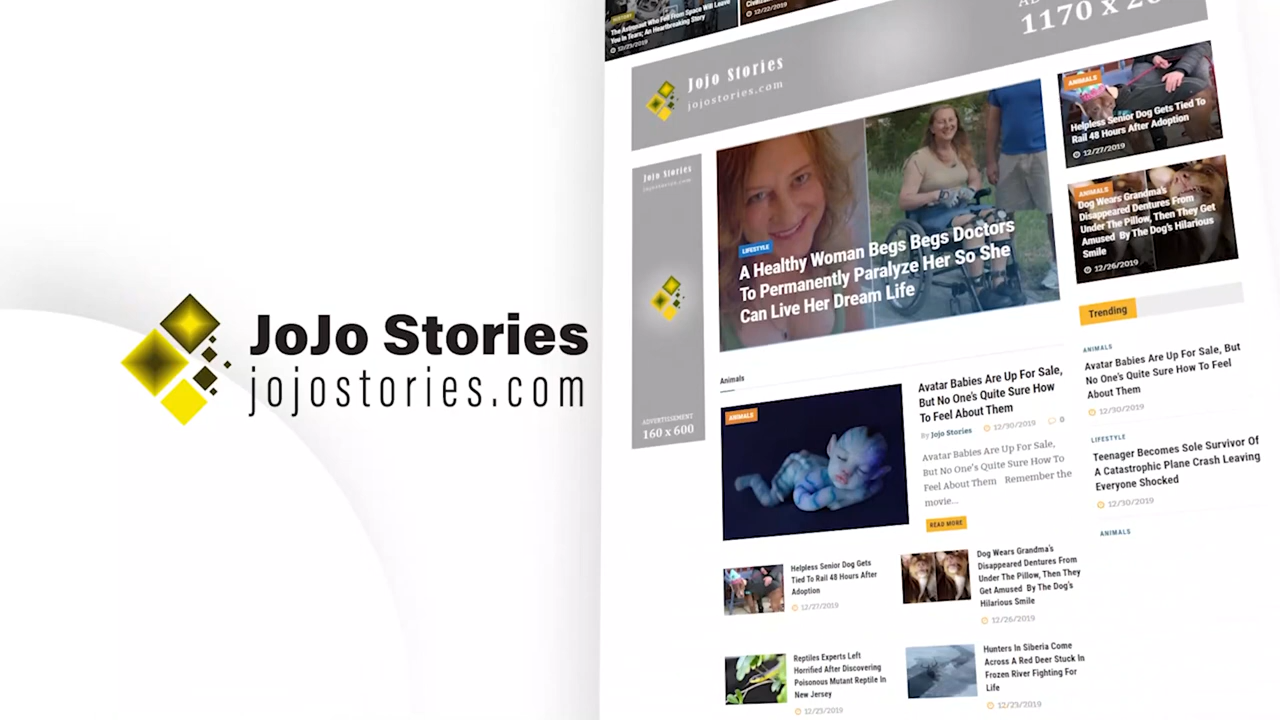 HISTORY
The Astronaut Who Fell From Space Will Leave
You In Tears; An Heartbreaking Story
12/23/2019
12/22/2019
1170 x
JoJo Stories
jojostories.com
JoJo Stories
jojostories.com
ADVERTISEMENT
160 x 600
LIFESTYLE
A Healthy Woman Begs Begs Doctors
To Permanently Paralyze Her So She
Can Live Her Dream Life
ANIMALS
Helpless Senior Dog Gets Tied To
Rail 48 Hours After Adoption
12/27/2019
ANIMALS
Dog Wears Grandma's
Disappeared Dentures From
Under The Pillow, Then They Get
Amused By The Dog's Hilarious
Smile
12/26/2019
JoJo Stories
jojostories.com
Animals
ANIMALS
Avatar Babies Are Up For Sale,
But No One's Quite Sure How
To Feel About Them
By Jojo Stories 12/30/2019 0
Avatar Babies Are Up For Sale,
But No One's Quite Sure How To
Feel About Them Remember the
movie...
READ MORE
Helpless Senior Dog Gets
Tied To Rail 48 Hours After
Adoption
12/27/2019
Dog Wears Grandma's
Disappeared Dentures From
Under The Pillow, Then They
Get Amused By The Dog's
Hilarious Smile
12/26/2019
Reptiles Experts Left
Horrified After Discovering
Poisonous Mutant Reptile In
New Jersey
12/23/2019
Hunters In Siberia Come
Across A Red Deer Stuck In
Frozen River Fighting For
Life
12/23/2019
Trending
ANIMALS
Avatar Babies Are Up For Sale, But
No One's Quite Sure How To Feel
About Them
12/30/2019
LIFESTYLE
Teenager Becomes Sole Survivor Of
A Catastrophic Plane Crash Leaving
Everyone Shocked
12/30/2019
ANIMALS